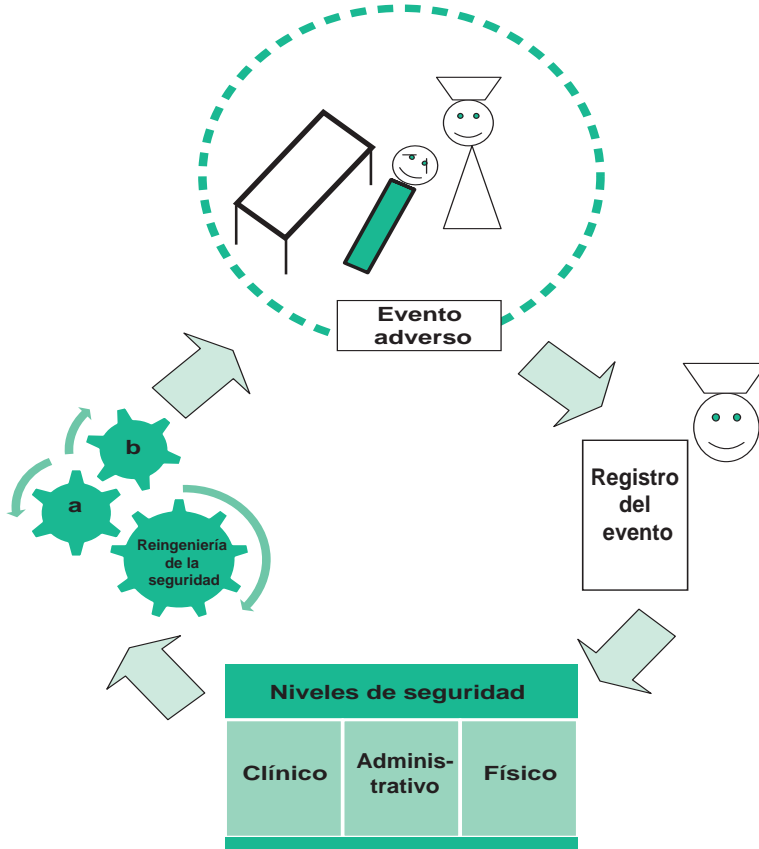 Evento
adverso
Registro
del
evento
Niveles de seguridad
Clínico
Adminis-
trativo
Físico
Reingeniería
de la
seguridad
a
b